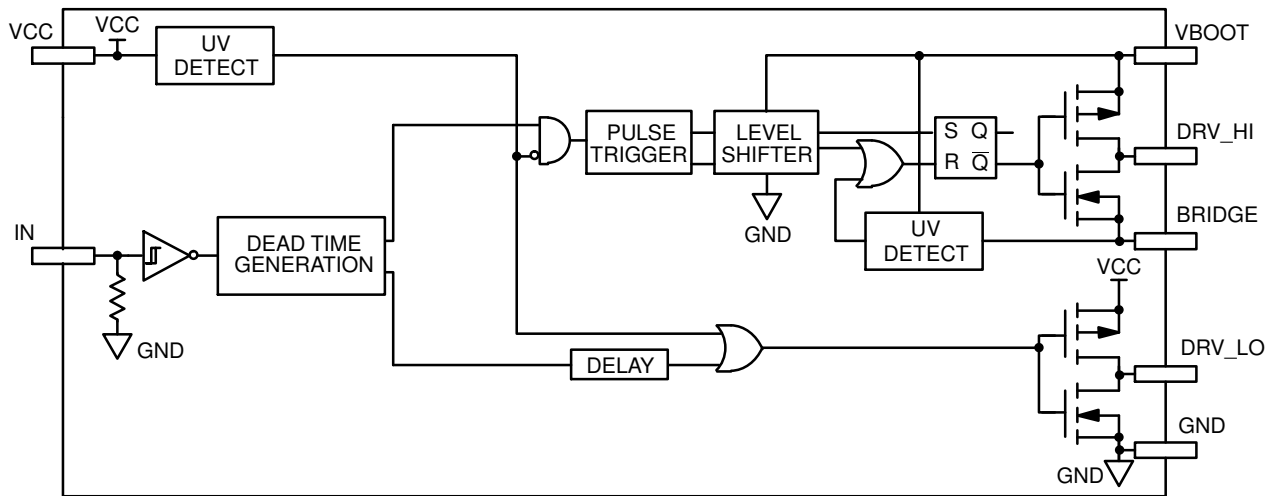 VCC
VCC
UV
DETECT
VBOOT
PULSE
TRIGGER
LEVEL
SHIFTER
S Q
R Q̅
DRV_HI
GND
UV
DETECT
BRIDGE
IN
DEAD TIME
GENERATION
GND
VCC
DELAY
DRV_LO
GND
GND